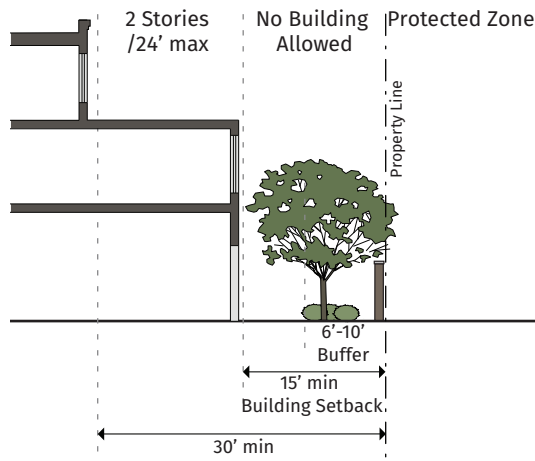 2 Stories
/24’ max
No Building
Allowed
Protected Zone
Property Line
6’-10’
Buffer
15’ min
Building Setback
30’ min